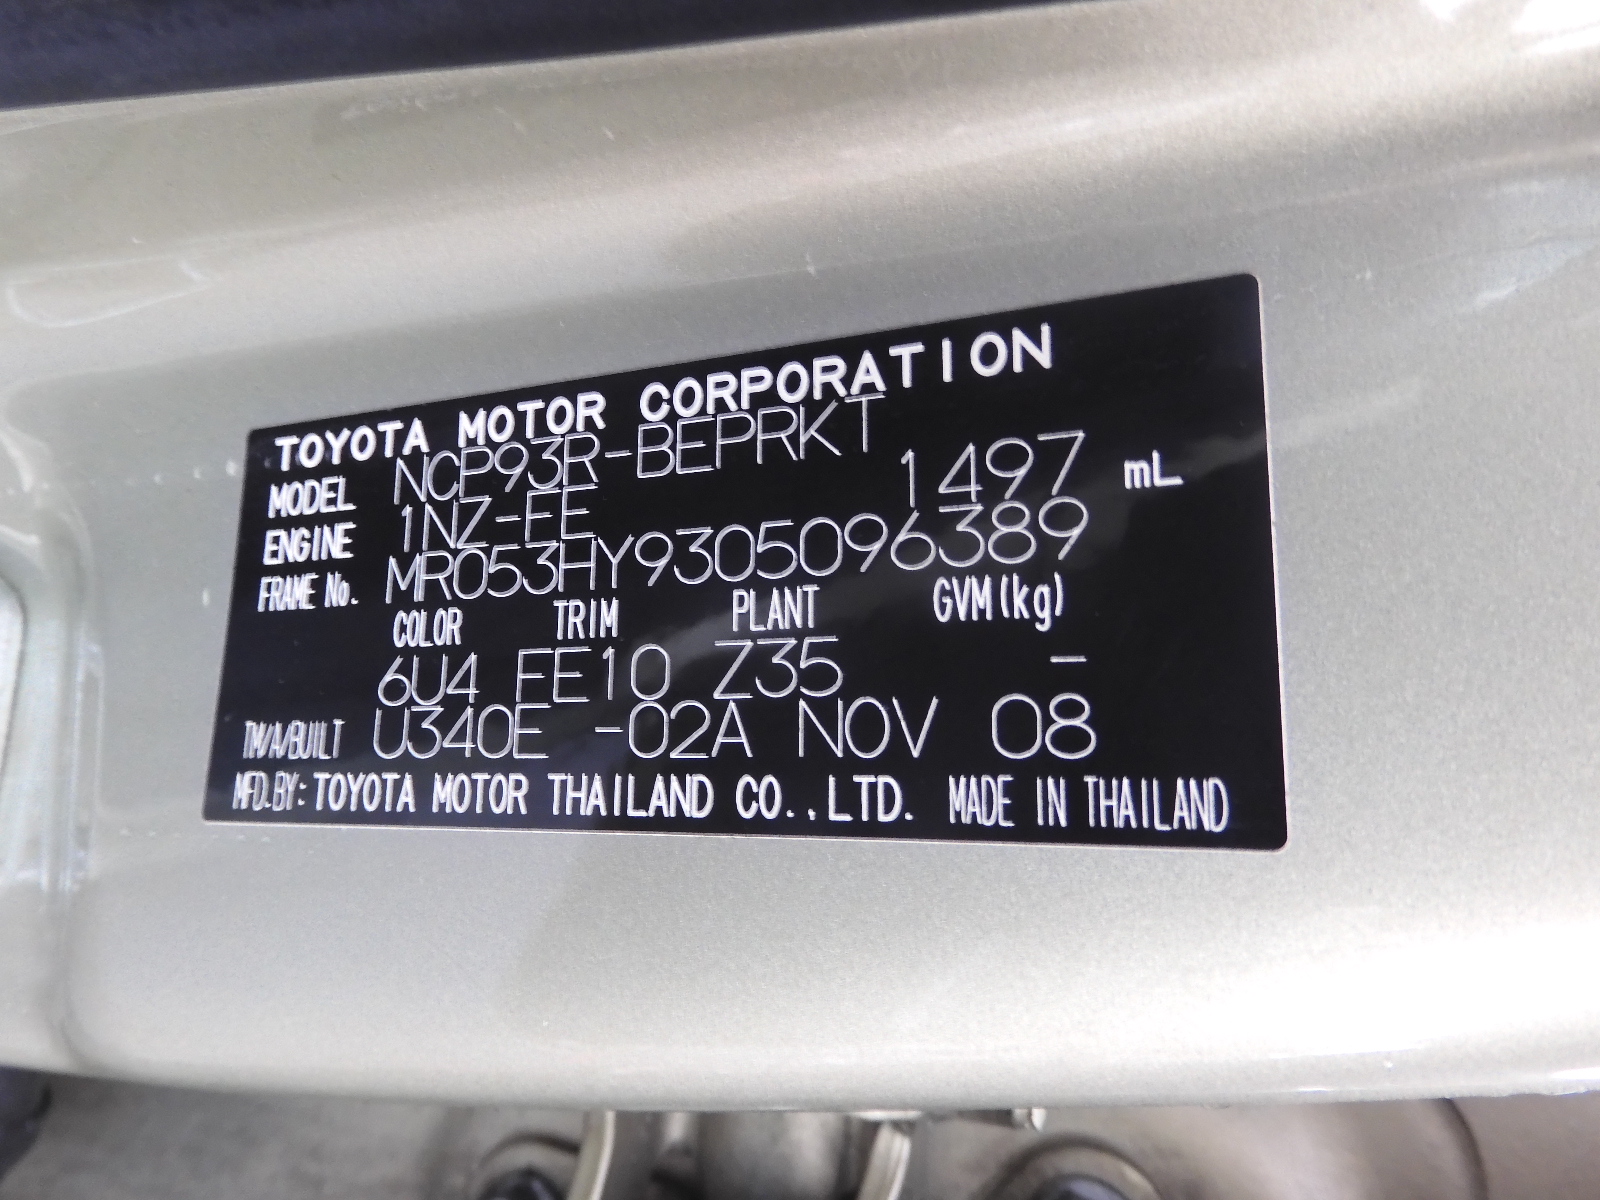 TOYOTA MOTOR CORPORATION
MODEL NCP93R-BEPRKT
ENGINE 1NZ-FE 1497 mL
FRAME No. MR053HY9305096389
COLOR TRIM PLANT GVM(kg)
6U4 FE10 Z35 -
TM/A/BUILT U340E -02A NOV 08
MFD.BY:TOYOTA MOTOR THAILAND CO.,LTD. MADE IN THAILAND